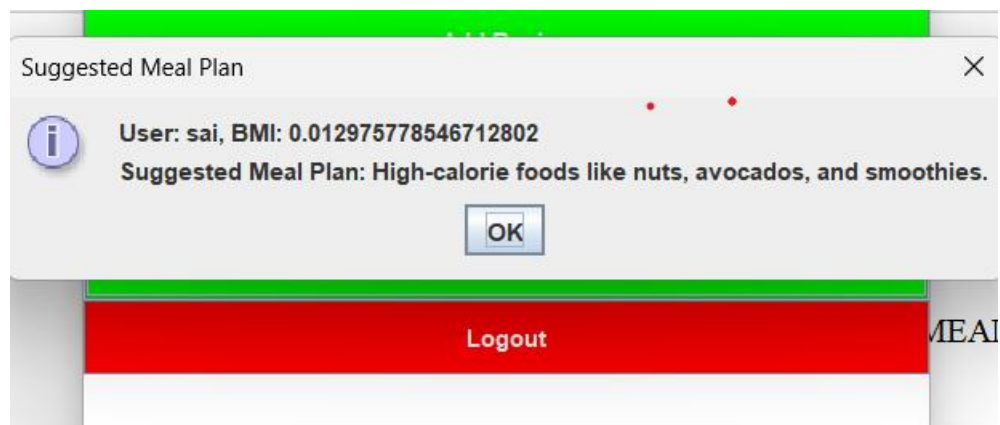 Suggested Meal Plan
User: sai, BMI: 0.012975778546712802
Suggested Meal Plan: High-calorie foods like nuts, avocados, and smoothies.
OK
Logout